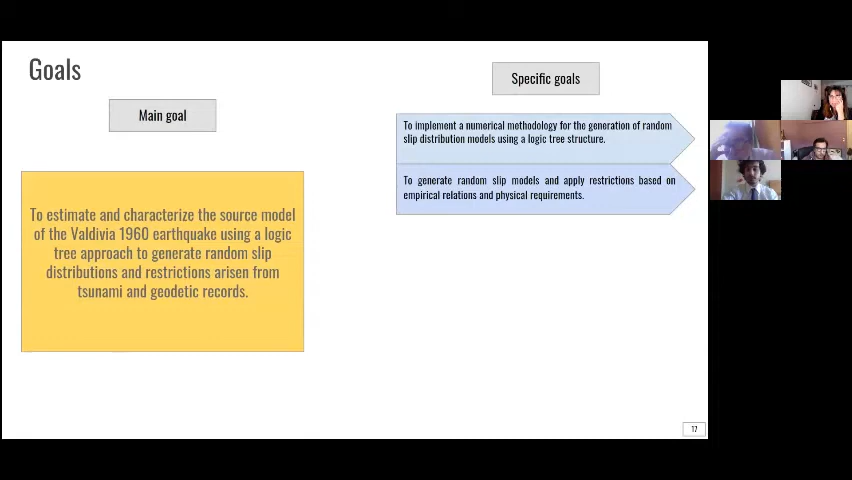 Goals
Main goal
To estimate and characterize the source model
of the Valdivia 1960 earthquake using a logic
tree approach to generate random slip
distributions and restrictions arisen from
tsunami and geodetic records.
Specific goals
To implement a numerical methodology for the generation of random
slip distribution models using a logic tree structure.
To generate random slip models and apply restrictions based on
empirical relations and physical requirements.
17